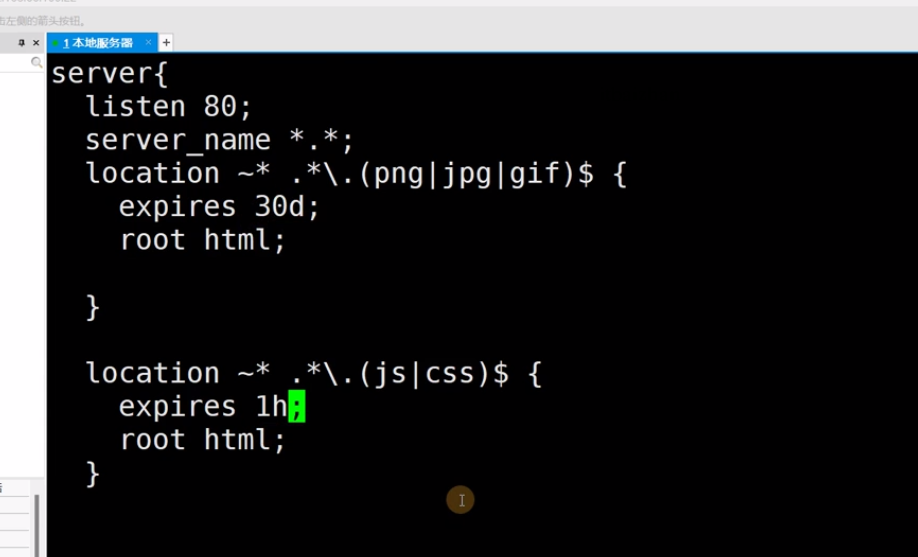 击左侧的箭头按钮。
1 本地服务器
server{
  listen 80;
  server_name *.*;
  location ~* .*\.(png|jpg|gif)$ {
    expires 30d;
    root html;
  }
  location ~* .*\.(js|css)$ {
    expires 1h;
    root html;
  }